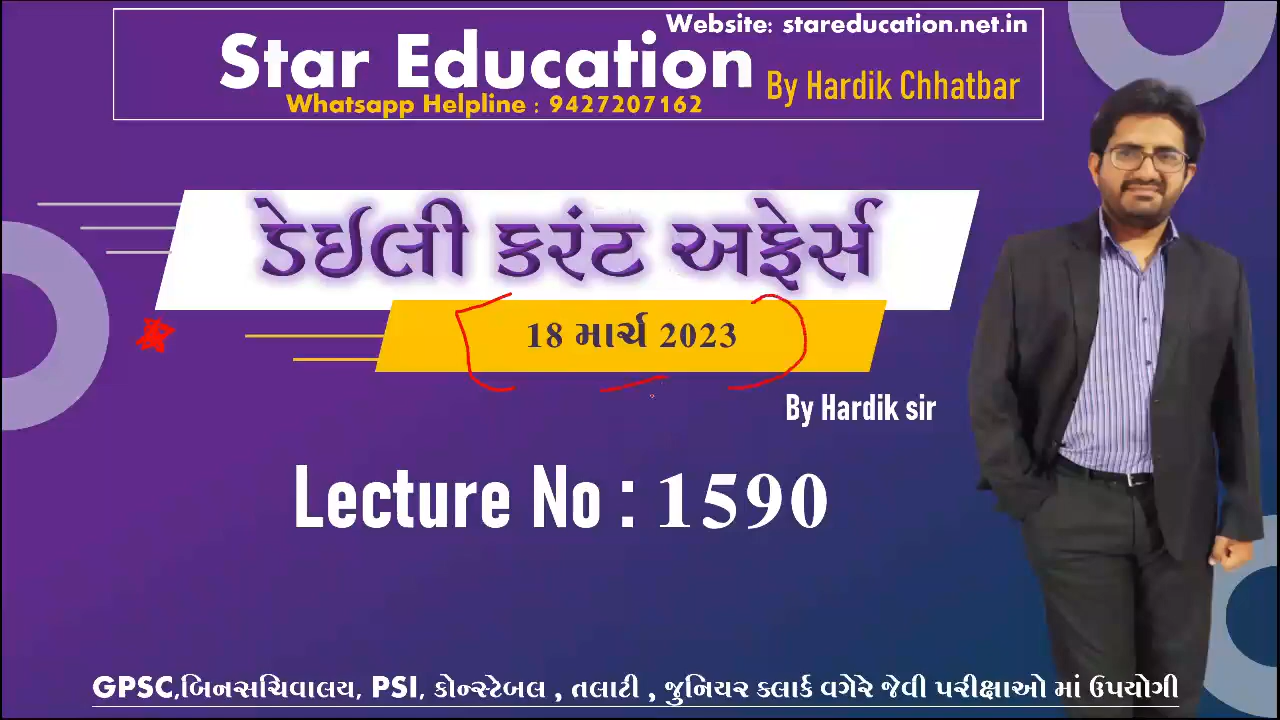 Website: stareducation.net.in
Star Education By Hardik Chhatbar
Whatsapp Helpline : 9427207162
ડેઈલી કરંટ અફેર્સ
18 માર્ચ 2023
By Hardik sir
Lecture No : 1590
GPSC,બિનસચિવાલય, PSI, કોન્સ્ટેબલ , તલાટી , જુનિયર ક્લાર્ક વગેરે જેવી પરીક્ષાઓ માં ઉપયોગી